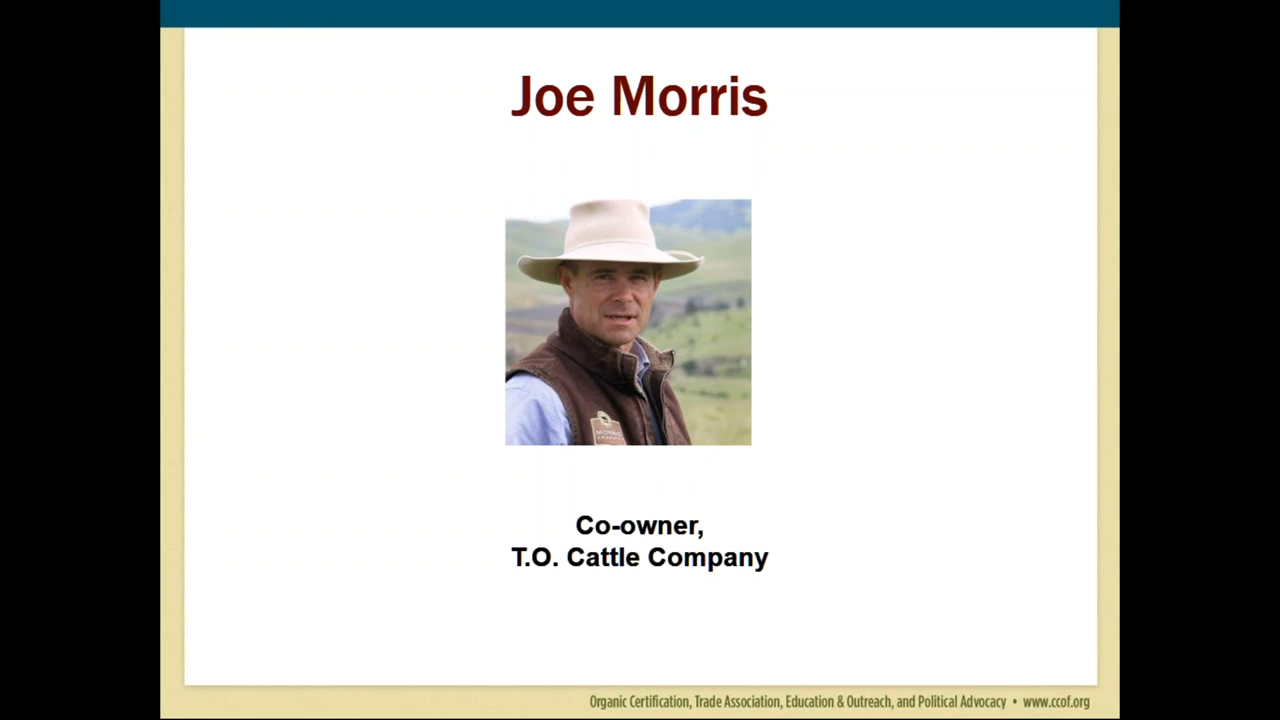 Joe Morris
Co-owner,
T.O. Cattle Company
Organic Certification, Trade Association, Education & Outreach, and Political Advocacy • www.ccof.org